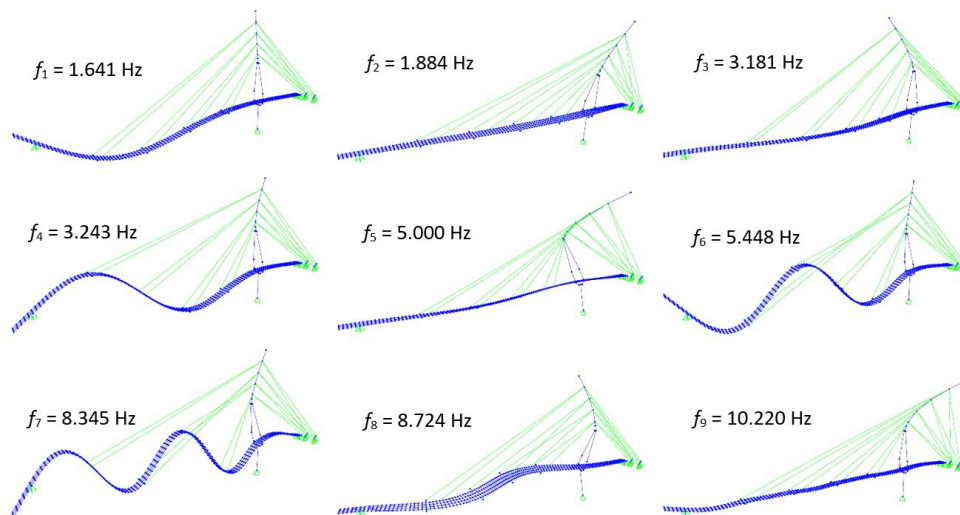 f1 = 1.641 Hz
f2 = 1.884 Hz
f3 = 3.181 Hz
f4 = 3.243 Hz
f5 = 5.000 Hz
f6 = 5.448 Hz
f7 = 8.345 Hz
f8 = 8.724 Hz
f9 = 10.220 Hz